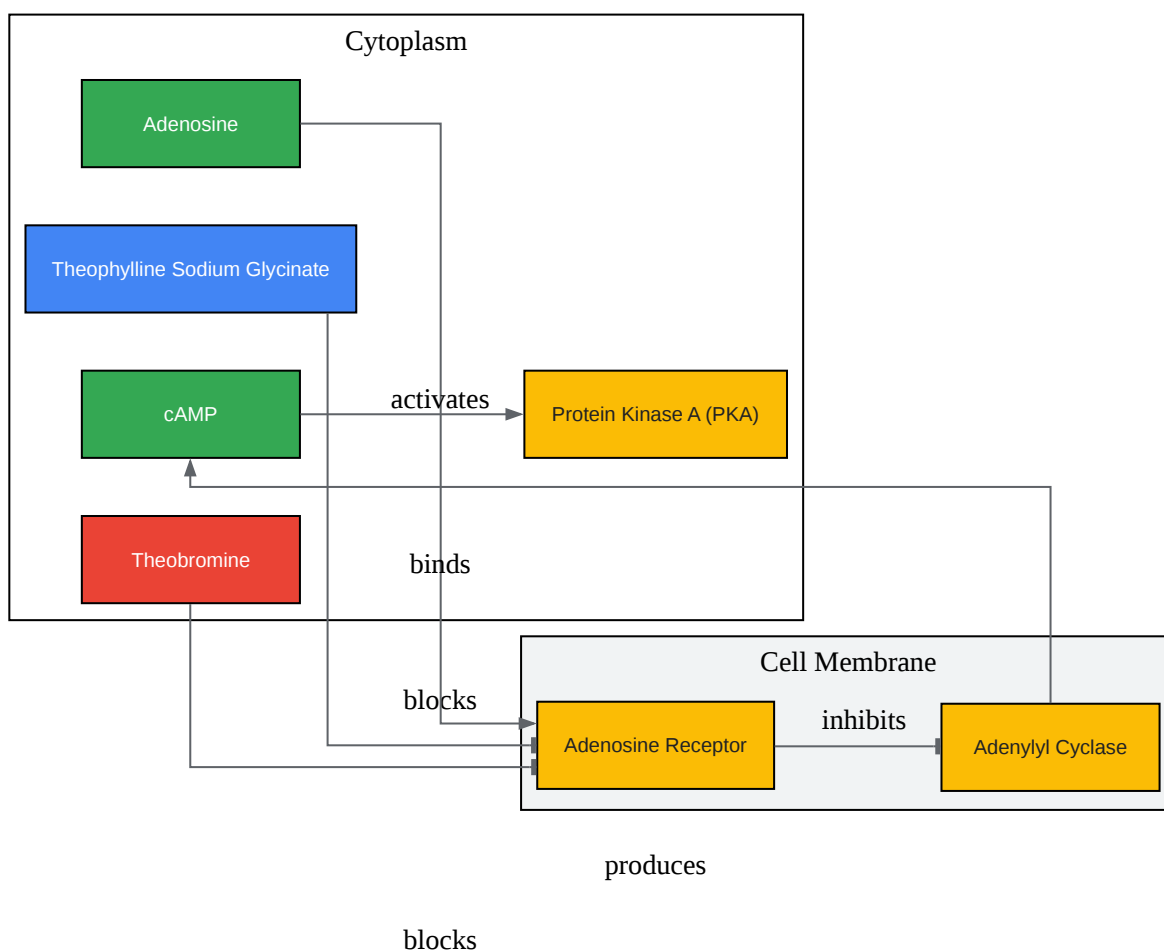 Cytoplasm
Adenosine
Theophylline Sodium Glycinate
cAMP
activates
Protein Kinase A (PKA)
Theobromine
binds
Cell Membrane
blocks
Adenosine Receptor
inhibits
Adenylyl Cyclase
produces
blocks